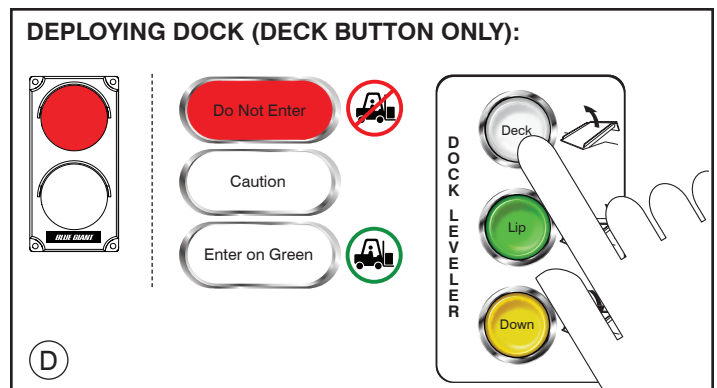 DEPLOYING DOCK (DECK BUTTON ONLY):
BLUE GIANT
Do Not Enter
Caution
Enter on Green
DOCK LEVELER
Deck
Lip
Down
D